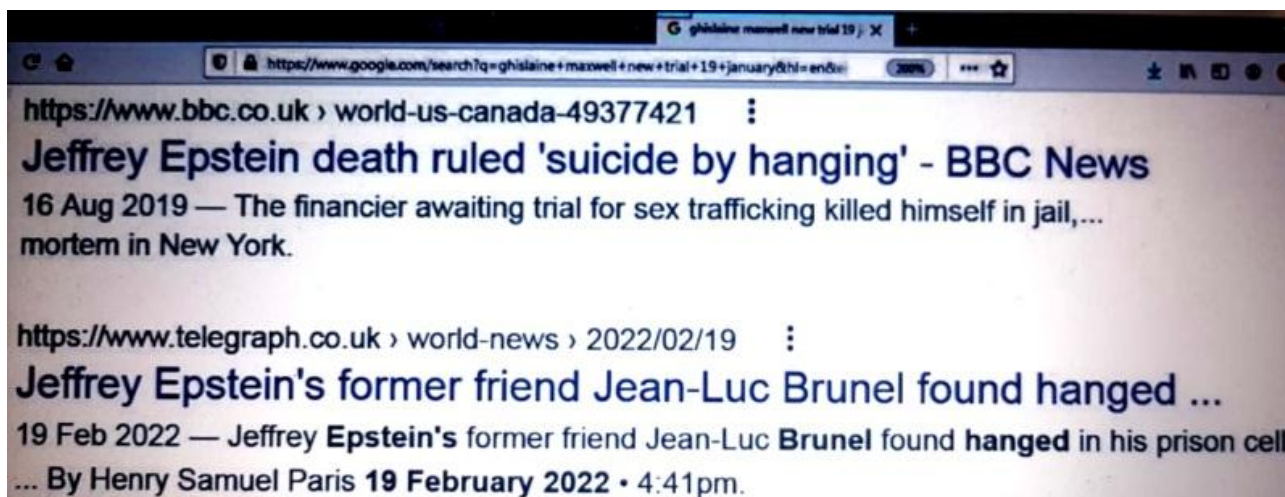 G ghislaine maxwell new trial 19 j
https://www.google.com/search?q=ghislaine+maxwell+new+trial+19+january&hl=en&s
200%
https://www.bbc.co.uk › world-us-canada-49377421
Jeffrey Epstein death ruled 'suicide by hanging' - BBC News
16 Aug 2019 — The financier awaiting trial for sex trafficking killed himself in jail,...
mortem in New York.
https://www.telegraph.co.uk › world-news › 2022/02/19
Jeffrey Epstein's former friend Jean-Luc Brunel found hanged ...
19 Feb 2022 — Jeffrey Epstein's former friend Jean-Luc Brunel found hanged in his prison cell
... By Henry Samuel Paris 19 February 2022 • 4:41pm.